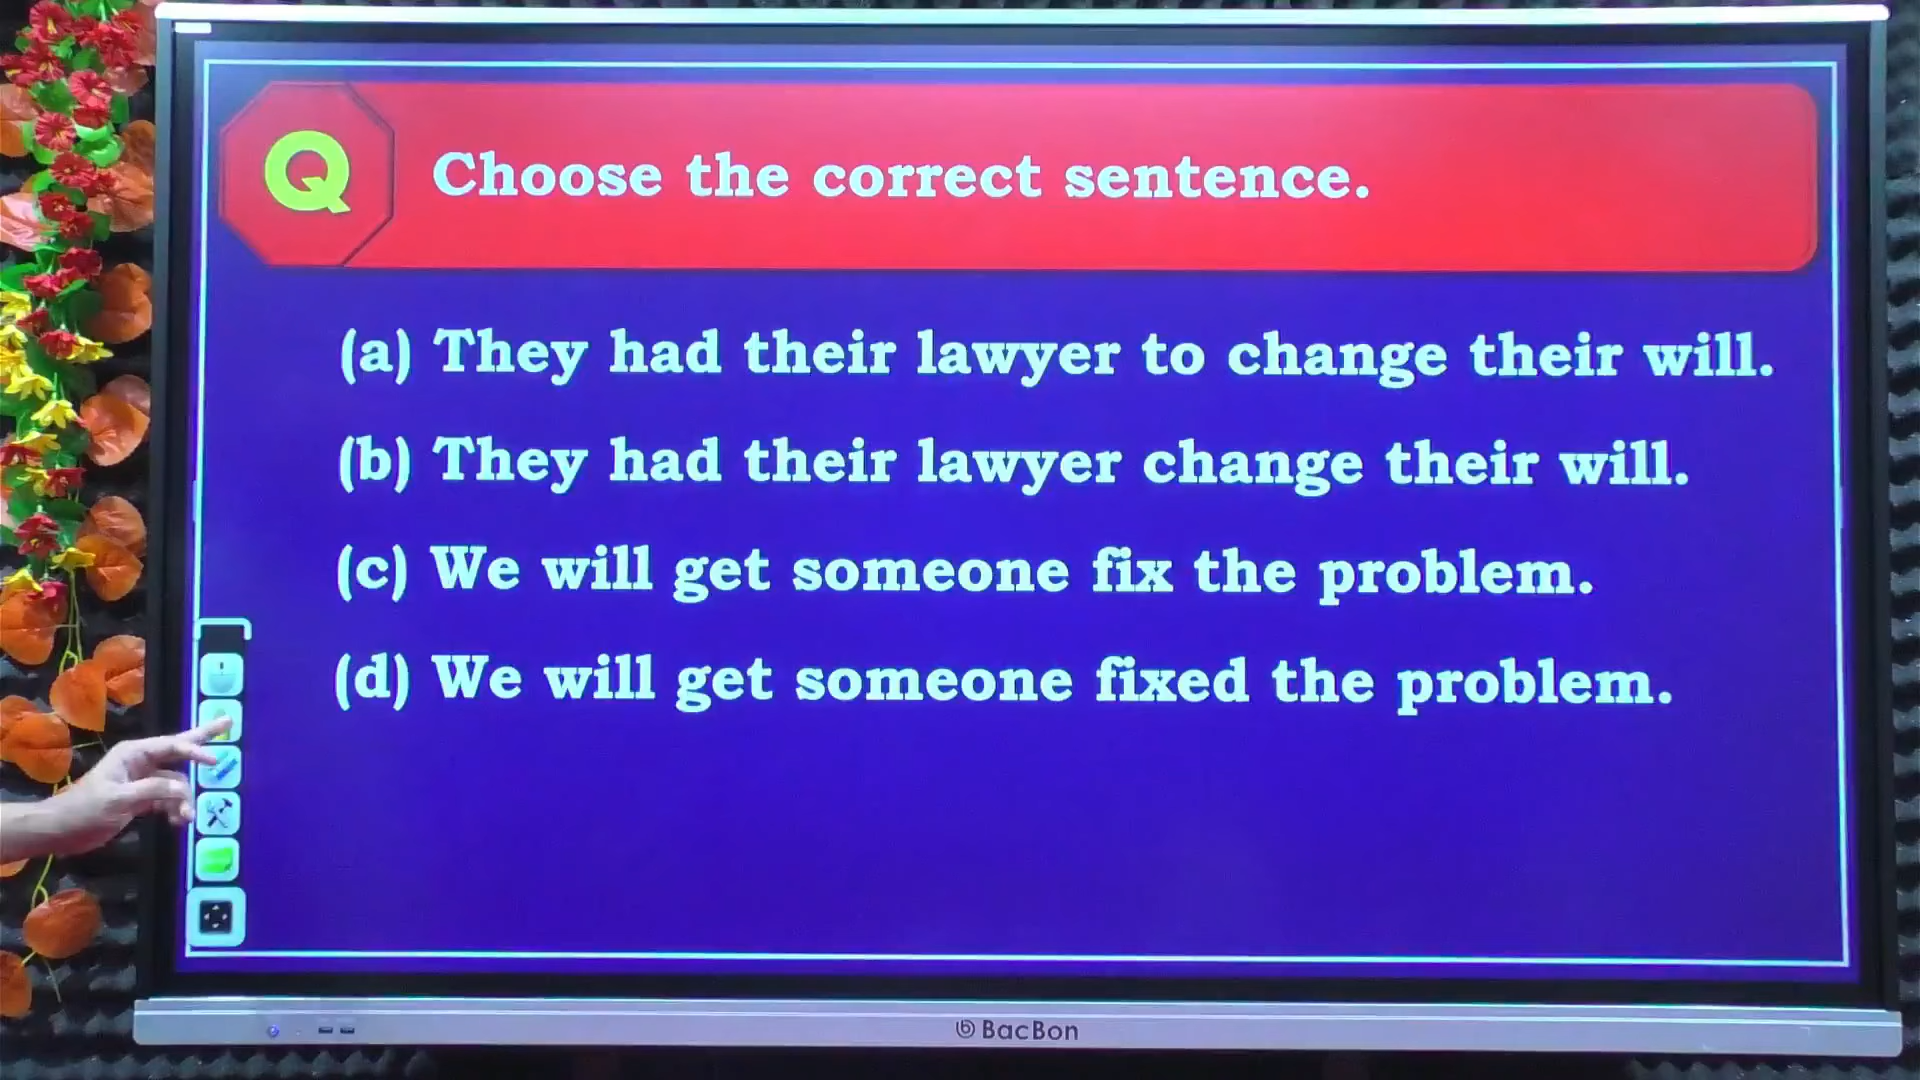 Q
Choose the correct sentence.
(a) They had their lawyer to change their will.
(b) They had their lawyer change their will.
(c) We will get someone fix the problem.
(d) We will get someone fixed the problem.
BacBon